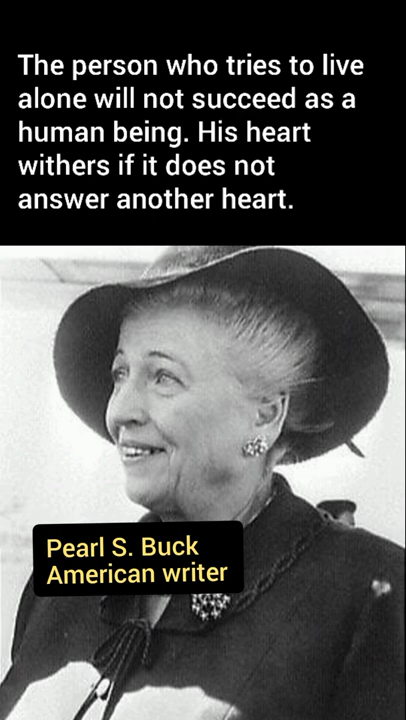 The person who tries to live
alone will not succeed as a
human being. His heart
withers if it does not
answer another heart.
Pearl S. Buck
American writer